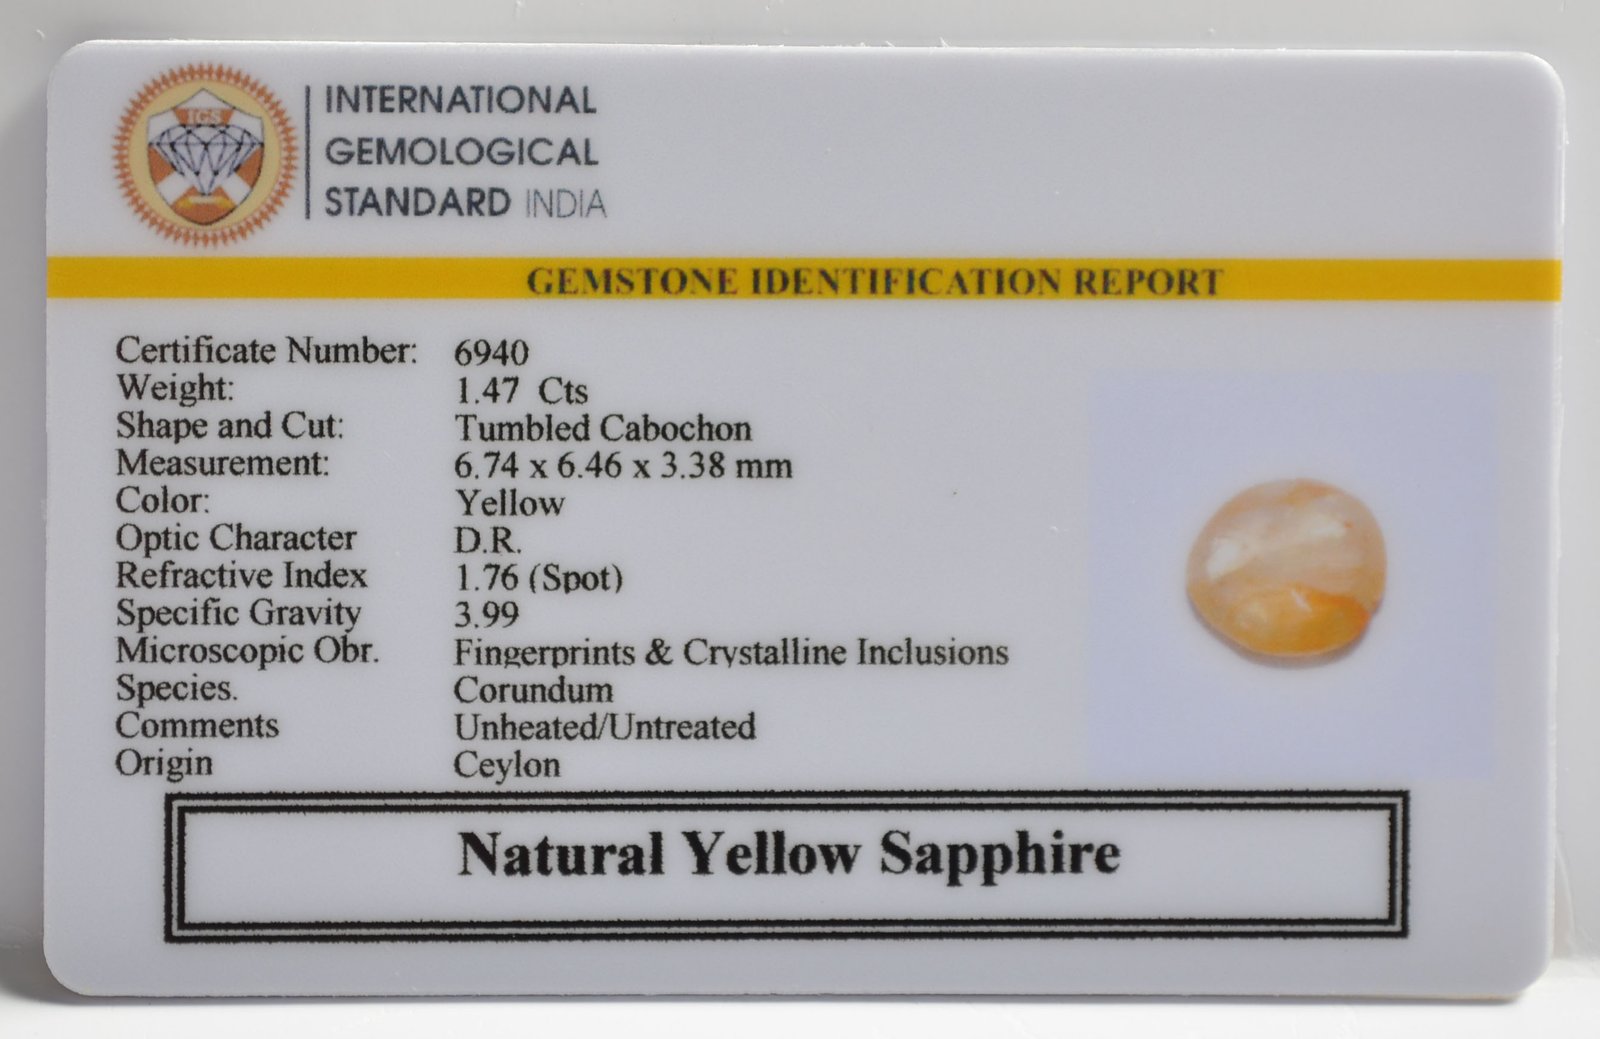 IGS
INTERNATIONAL
GEMOLOGICAL
STANDARD INDIA
GEMSTONE IDENTIFICATION REPORT
Certificate Number: 6940
Weight: 1.47 Cts
Shape and Cut: Tumbled Cabochon
Measurement: 6.74 x 6.46 x 3.38 mm
Color: Yellow
Optic Character D.R.
Refractive Index 1.76 (Spot)
Specific Gravity 3.99
Microscopic Obr. Fingerprints & Crystalline Inclusions
Species. Corundum
Comments Unheated/Untreated
Origin Ceylon
Natural Yellow Sapphire